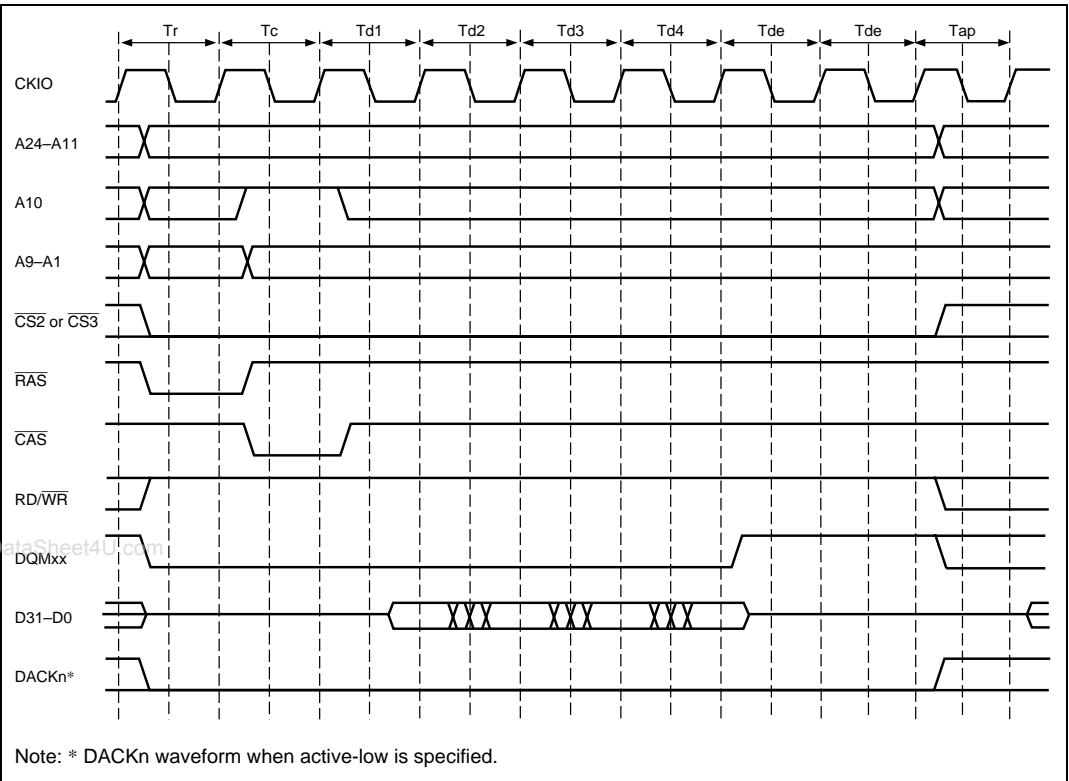 Tr Tc Td1 Td2 Td3 Td4 Tde Tde Tap
CKIO
A24–A11
A10
A9–A1
CS2 or CS3
RAS
CAS
RD/WR
DataSheet4U.com
DQMxx
D31–D0
DACKn*
Note: * DACKn waveform when active-low is specified.